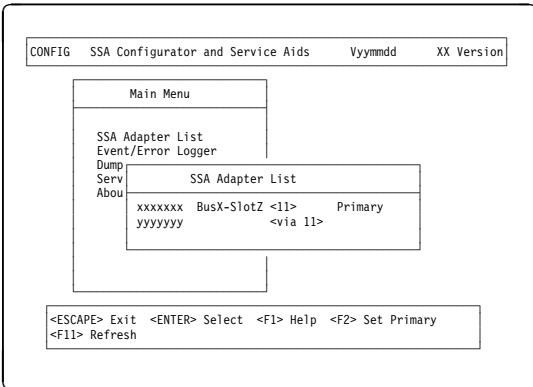 CONFIG SSA Configurator and Service Aids Vyymmdd XX Version
Main Menu
SSA Adapter List
Event/Error Logger
Dump
Serv
Abou
SSA Adapter List
xxxxxxx BusX-SlotZ <11> Primary
yyyyyyy <via 11>
<ESCAPE> Exit <ENTER> Select <F1> Help <F2> Set Primary
<F11> Refresh